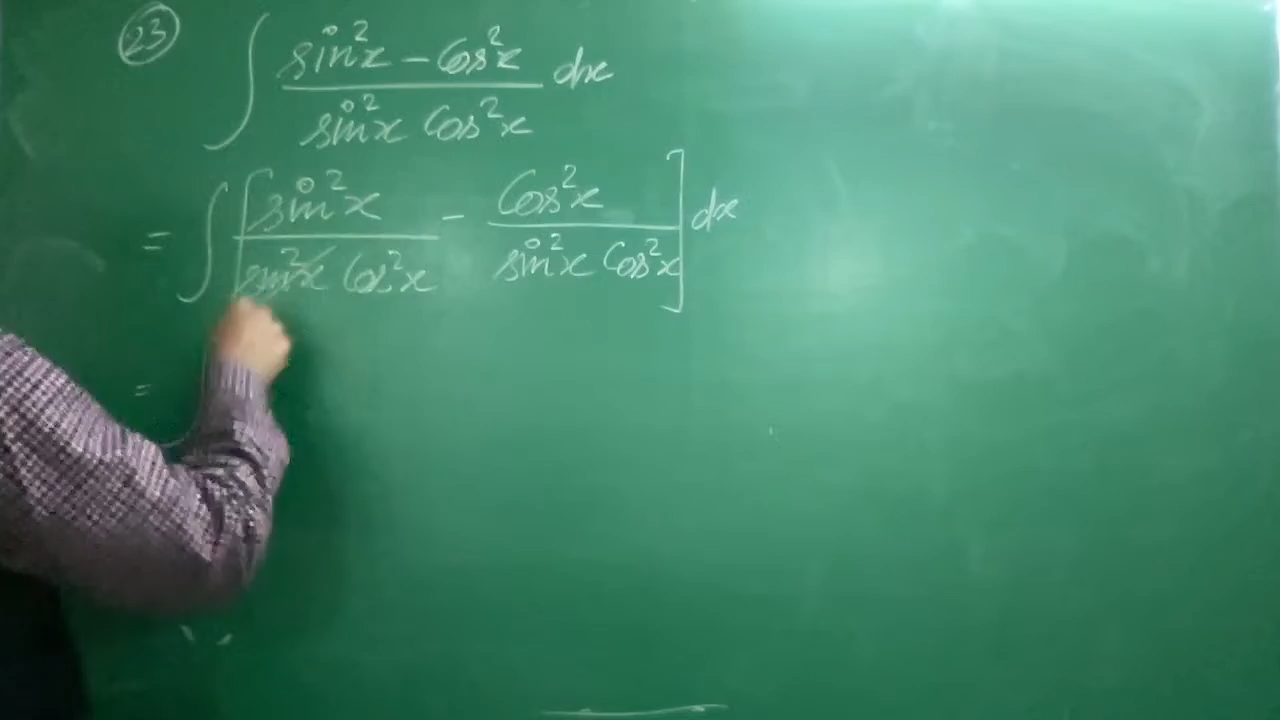 23 ∫ (sin²x − Cos²x)/(sin²x Cos²x) dx
= ∫ [ (sin²x)/(sin²x Cos²x) − (Cos²x)/(sin²x Cos²x) ] dx
=